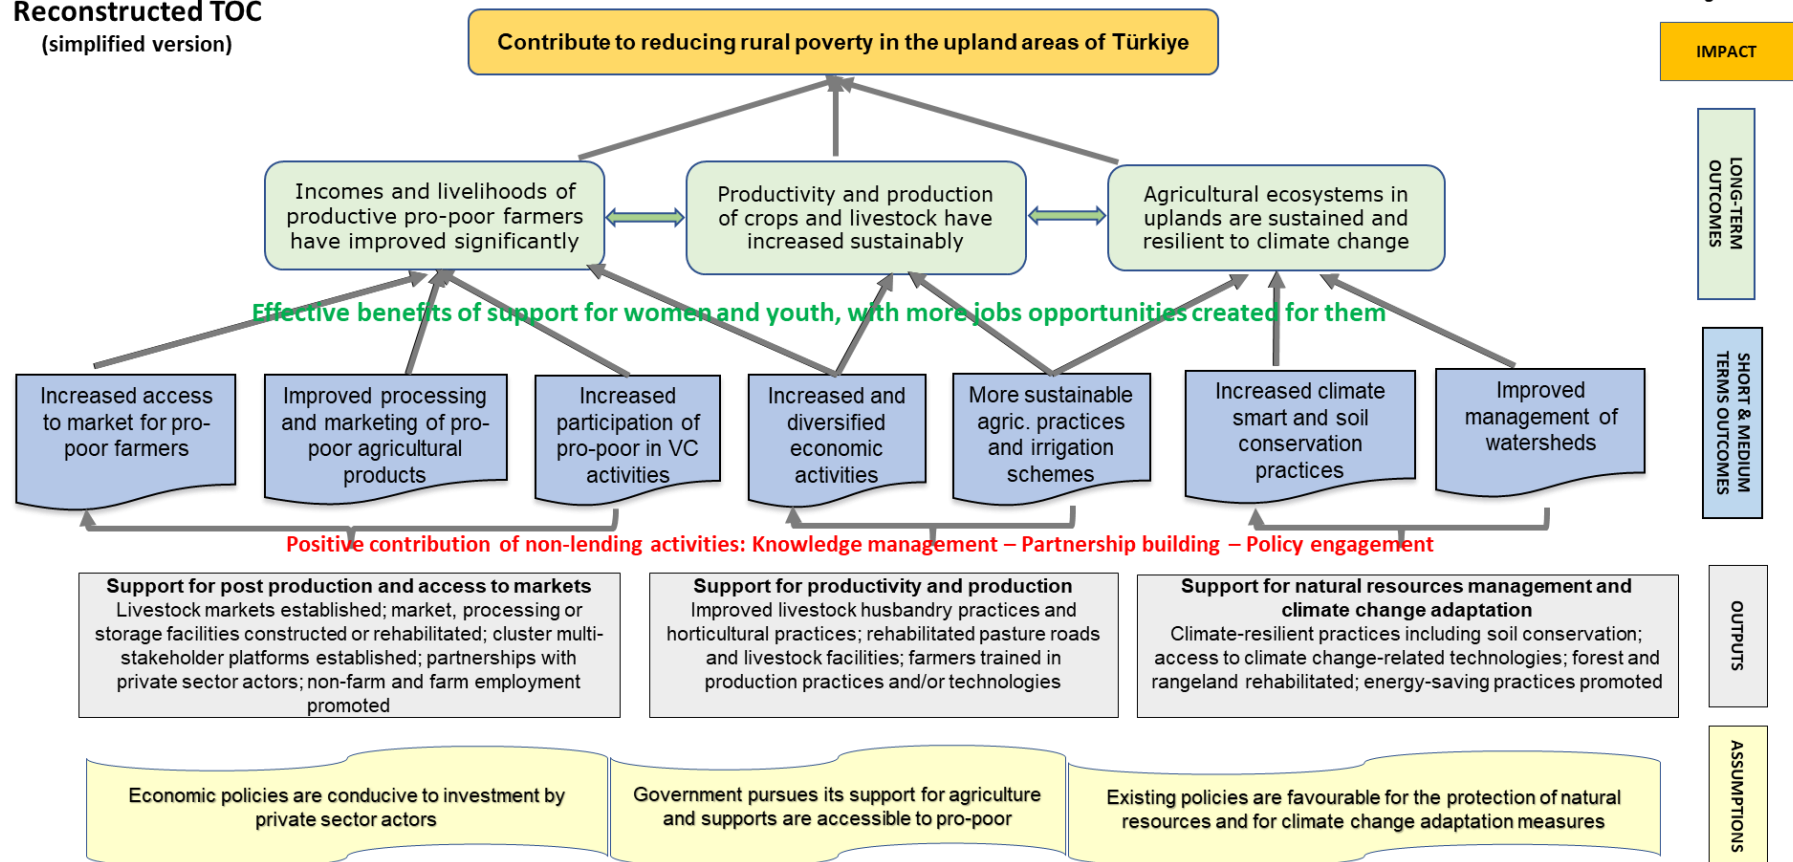 Reconstructed TOC
(simplified version)
Contribute to reducing rural poverty in the upland areas of Türkiye
IMPACT
Incomes and livelihoods of
productive pro-poor farmers
have improved significantly
Productivity and production
of crops and livestock have
increased sustainably
Agricultural ecosystems in
uplands are sustained and
resilient to climate change
LONG-TERM
OUTCOMES
Effective benefits of support for women and youth, with more jobs opportunities created for them
Increased access
to market for pro-
poor farmers
Improved processing
and marketing of pro-
poor agricultural
products
Increased
participation of
pro-poor in VC
activities
Increased and
diversified
economic
activities
More sustainable
agric. practices
and irrigation
schemes
Increased climate
smart and soil
conservation
practices
Improved
management of
watersheds
SHORT & MEDIUM
TERMS OUTCOMES
Positive contribution of non-lending activities: Knowledge management – Partnership building – Policy engagement
Support for post production and access to markets
Livestock markets established; market, processing or
storage facilities constructed or rehabilitated; cluster multi-
stakeholder platforms established; partnerships with
private sector actors; non-farm and farm employment
promoted
Support for productivity and production
Improved livestock husbandry practices and
horticultural practices; rehabilitated pasture roads
and livestock facilities; farmers trained in
production practices and/or technologies
Support for natural resources management and
climate change adaptation
Climate-resilient practices including soil conservation;
access to climate change-related technologies; forest and
rangeland rehabilitated; energy-saving practices promoted
OUTPUTS
Economic policies are conducive to investment by
private sector actors
Government pursues its support for agriculture
and supports are accessible to pro-poor
Existing policies are favourable for the protection of natural
resources and for climate change adaptation measures
ASSUMPTIONS